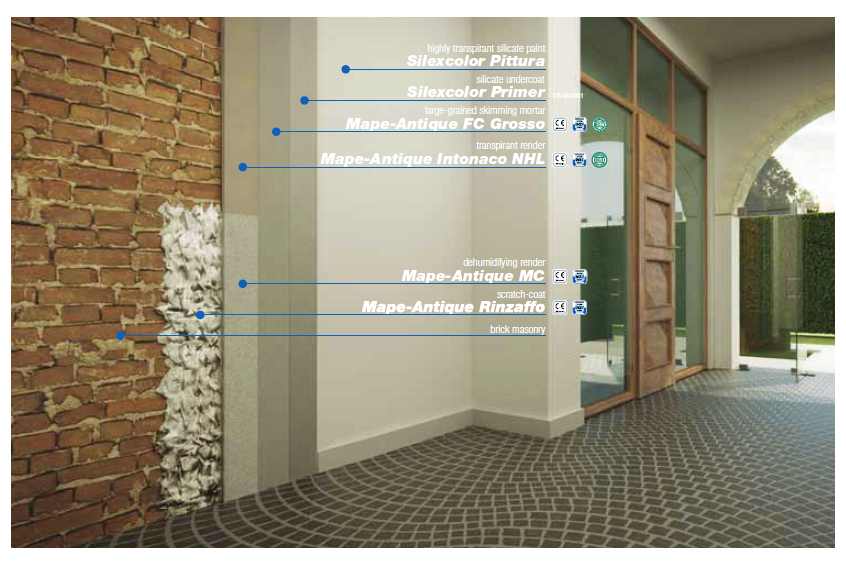 highly transpirant silicate paint
Silexcolor Pittura
silicate undercoat
Silexcolor Primer
large-grained skimming mortar
Mape-Antique FC Grosso
transpirant render
Mape-Antique Intonaco NHL
dehumidifying render
Mape-Antique MC
scratch-coat
Mape-Antique Rinzaffo
brick masonry